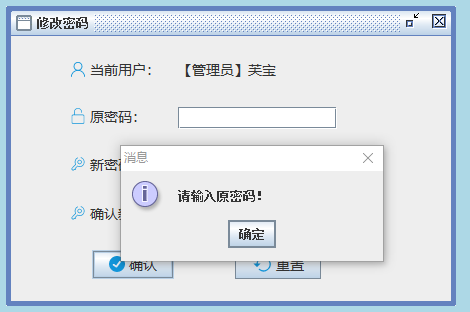 修改密码
当前用户： 【管理员】芙宝
原密码：
消息
新密
请输入原密码！
确认
确定
确认 重置